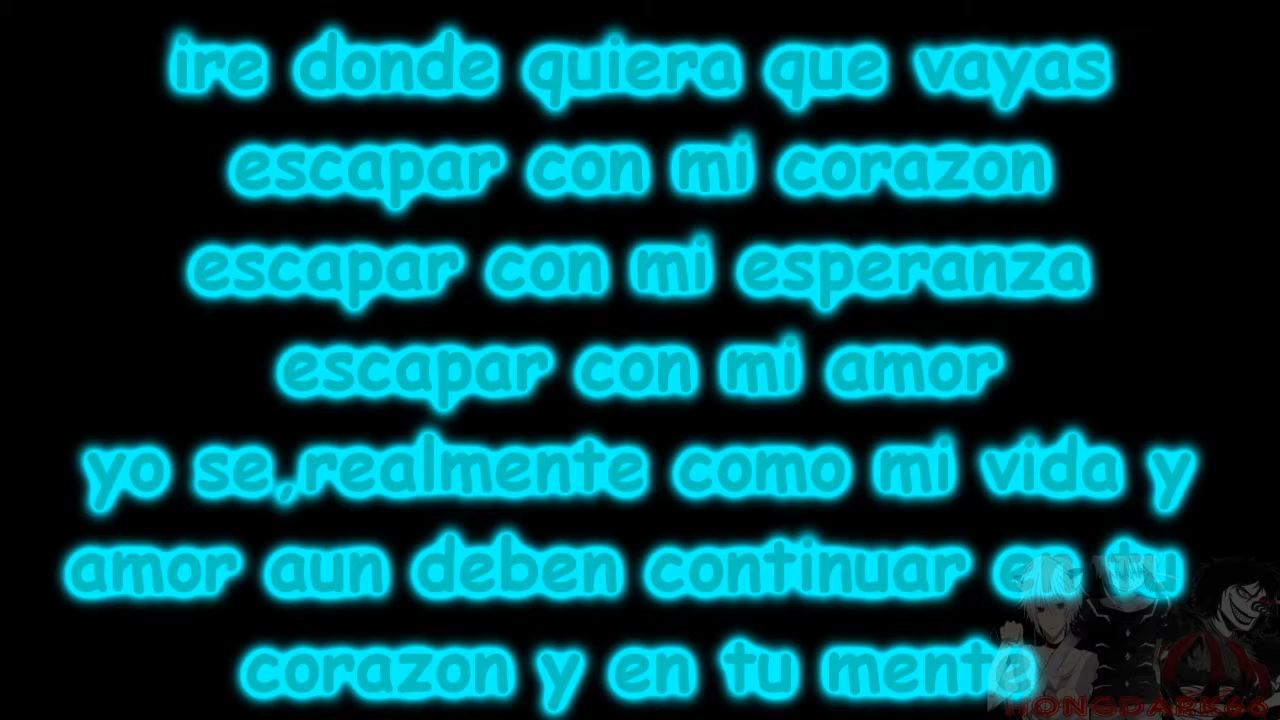 ire donde quiera que vayas
escapar con mi corazon
escapar con mi esperanza
escapar con mi amor
yo se,realmente como mi vida y
amor aun deben continuar en tu
corazon y en tu mente
HONGDARK66